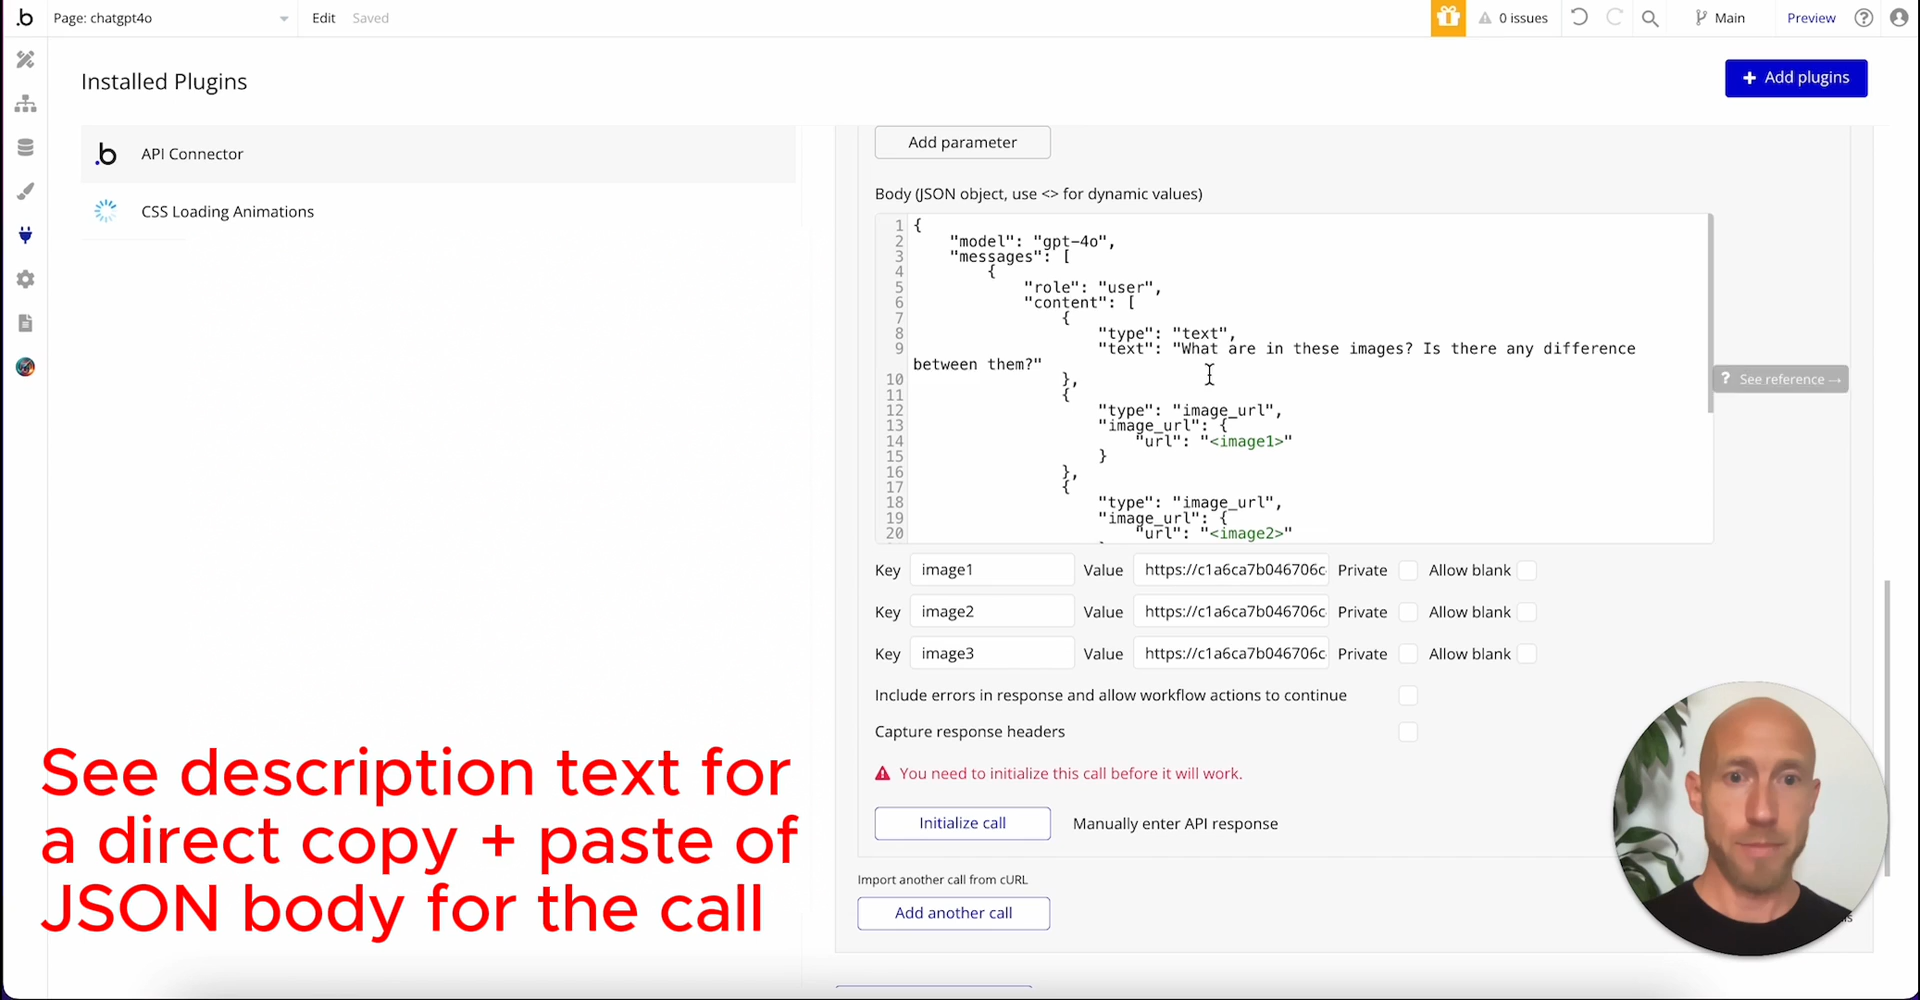 .b Page: chatgpt4o Edit Saved 0 issues Main Preview
Installed Plugins
+ Add plugins
.b API Connector
CSS Loading Animations
Add parameter
Body (JSON object, use <> for dynamic values)
1 {
2 "model": "gpt-4o",
3 "messages": [
4 {
5 "role": "user",
6 "content": [
7 {
8 "type": "text",
9 "text": "What are in these images? Is there any difference
between them?"
10 },
11 {
12 "type": "image_url",
13 "image_url": {
14 "url": "<image1>"
15 }
16 },
17 {
18 "type": "image_url",
19 "image_url": {
20 "url": "<image2>"
? See reference →
Key image1 Value https://c1a6ca7b046706c Private Allow blank
Key image2 Value https://c1a6ca7b046706c Private Allow blank
Key image3 Value https://c1a6ca7b046706c Private Allow blank
Include errors in response and allow workflow actions to continue
Capture response headers
You need to initialize this call before it will work.
Initialize call Manually enter API response
Import another call from cURL
Add another call
See description text for
a direct copy + paste of
JSON body for the call